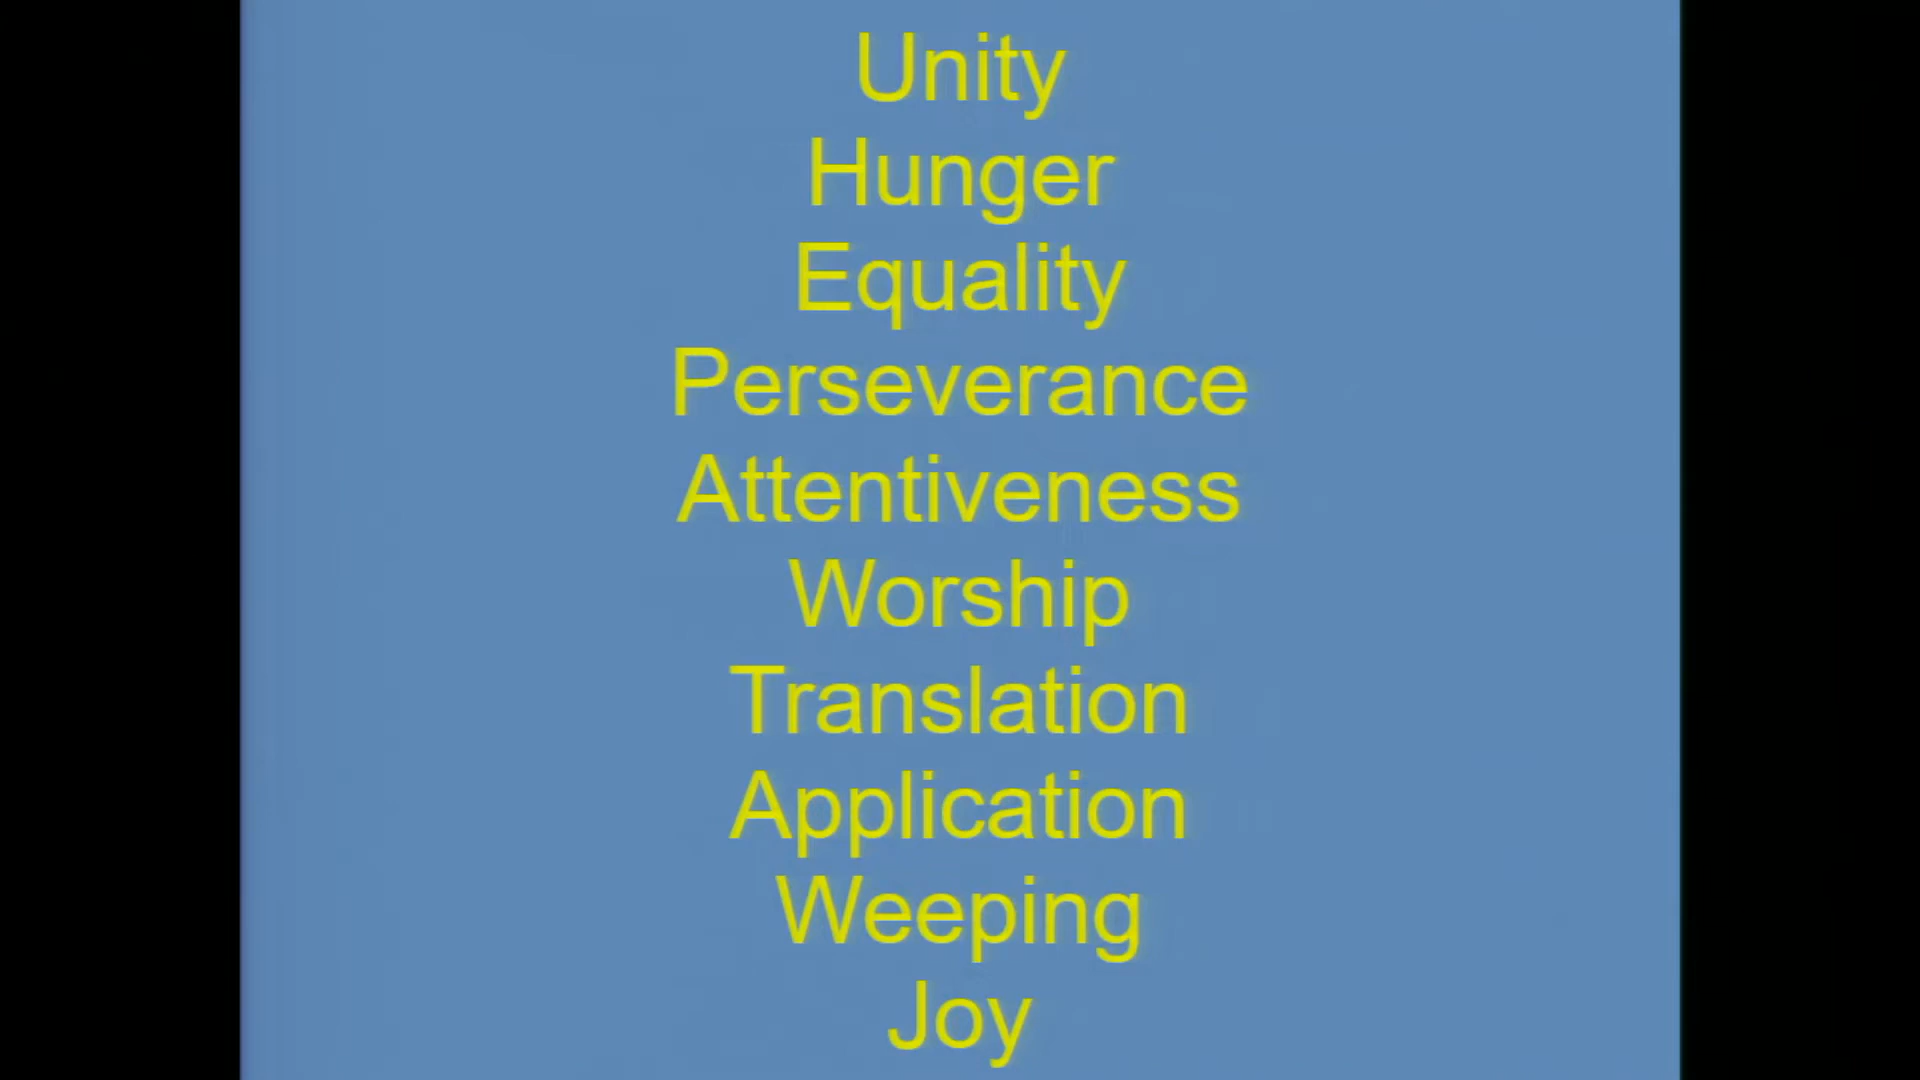 Unity
Hunger
Equality
Perseverance
Attentiveness
Worship
Translation
Application
Weeping
Joy